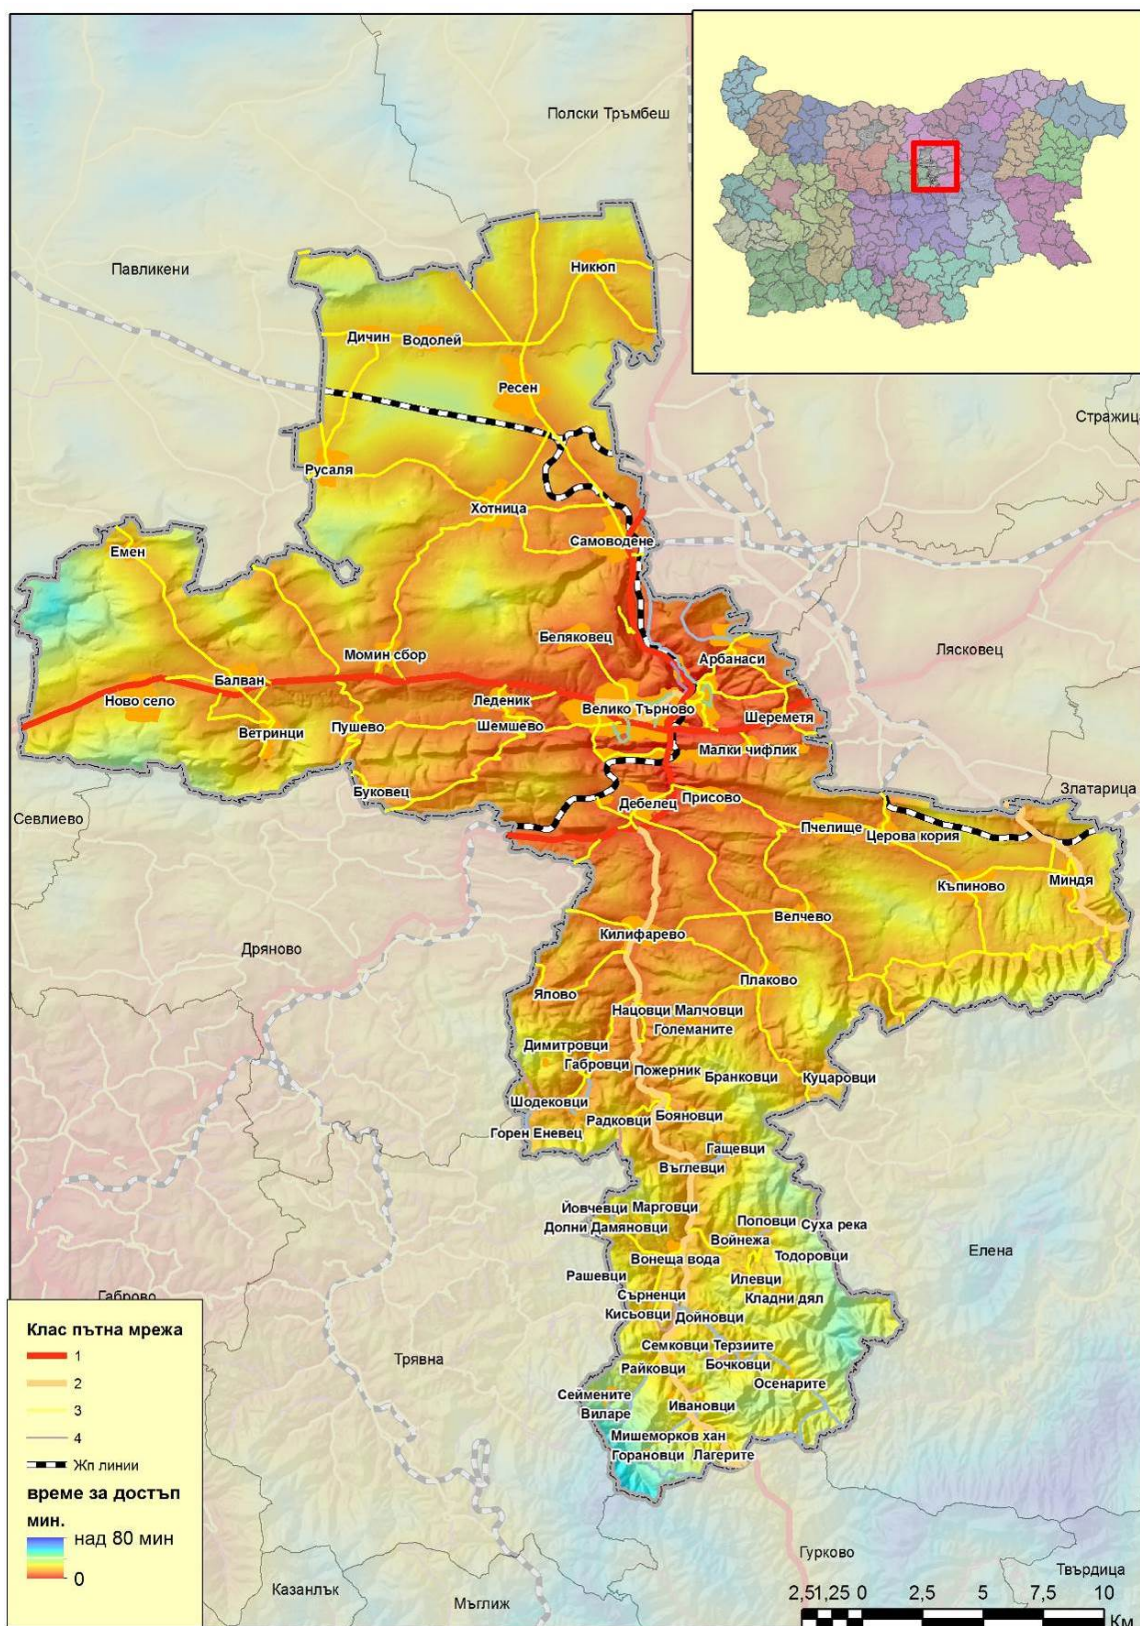 Полски Тръмбеш
Павликени
Никюп
Дичин
Водолей
Ресен
Стражица
Русаля
Хотница
Самоводене
Емен
Беляковец
Арбанаси
Лясковец
Момин сбор
Балван
Ново село
Леденик
Велико Търново
Шереметя
Ветринци
Пушево
Шемшево
Малки чифлик
Буковец
Дебелец
Присово
Златарица
Севлиево
Пчелище
Церова кория
Къпиново
Миндя
Велчево
Килифарево
Дряново
Плаково
Ялово
Нацовци
Малчовци
Големаните
Димитровци
Габровци
Пожерник
Бранковци
Куцаровци
Шодековци
Радковци
Бояновци
Горен Еневец
Гащевци
Въглевци
Йовчевци
Марговци
Долни Дамяновци
Поповци
Суха река
Войнежа
Тодоровци
Елена
Вонеща вода
Рашевци
Илевци
Сърненци
Кладни дял
Кисьовци
Дойновци
Габрово
Семковци
Терзиите
Трявна
Райковци
Бочковци
Осенарите
Сеймените
Виларе
Ивановци
Мишеморков хан
Горановци
Лагерите
Гурково
Твърдица
Казанлък
Мъглиж
Клас пътна мрежа
1
2
3
4
Жп линии
време за достъп
мин.
над 80 мин
0
2,51,25 0 2,5 5 7,5 10
Км